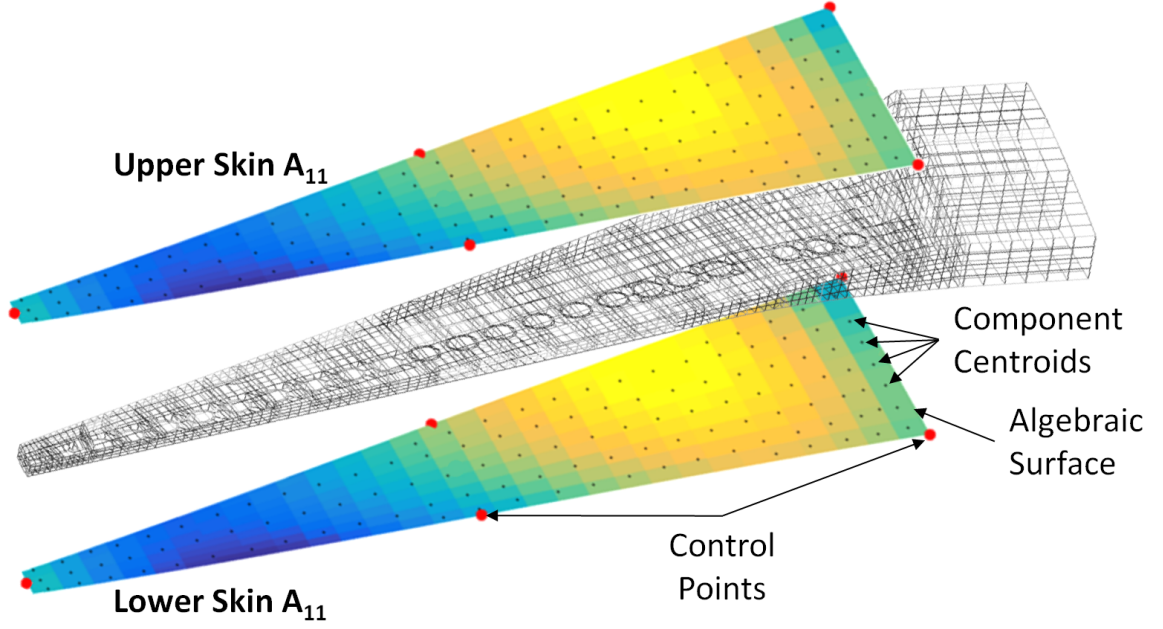 Upper Skin A11
Component
Centroids
Algebraic
Surface
Control
Points
Lower Skin A11